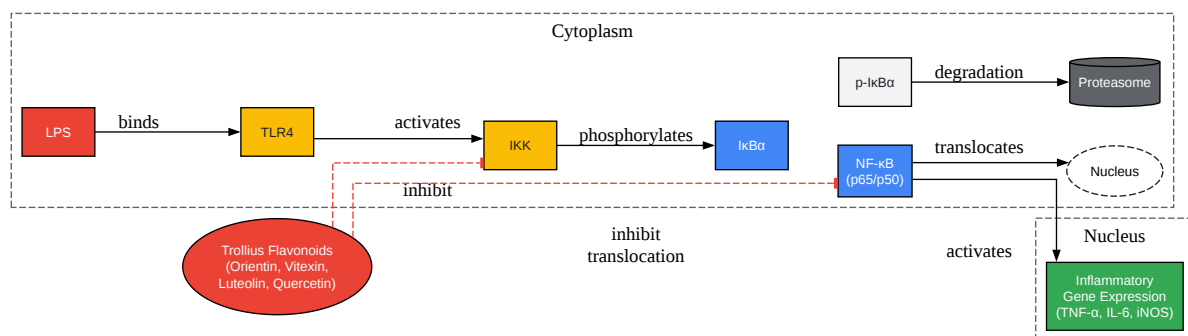 Cytoplasm
p-IκBα
degradation
Proteasome
LPS
binds
TLR4
activates
IKK
phosphorylates
IκBα
NF-κB
(p65/p50)
translocates
Nucleus
inhibit
Trollius Flavonoids
(Orientin, Vitexin,
Luteolin, Quercetin)
inhibit
translocation
activates
Nucleus
Inflammatory
Gene Expression
(TNF-α, IL-6, iNOS)